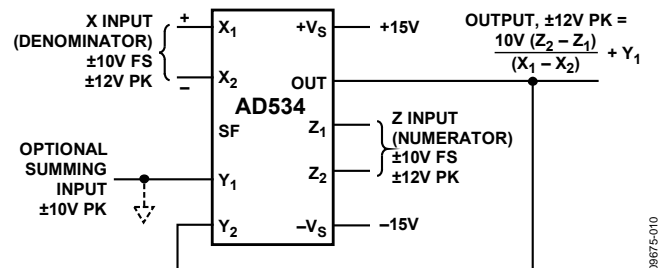 X INPUT
(DENOMINATOR)
±10V FS
±12V PK
+
–
X1
X2
SF
Y1
Y2
AD534
+VS
OUT
Z1
Z2
–VS
+15V
–15V
OUTPUT, ±12V PK =
10V (Z2 – Z1)
(X1 – X2)
+ Y1
Z INPUT
(NUMERATOR)
±10V FS
±12V PK
OPTIONAL
SUMMING
INPUT
±10V PK
09675-010